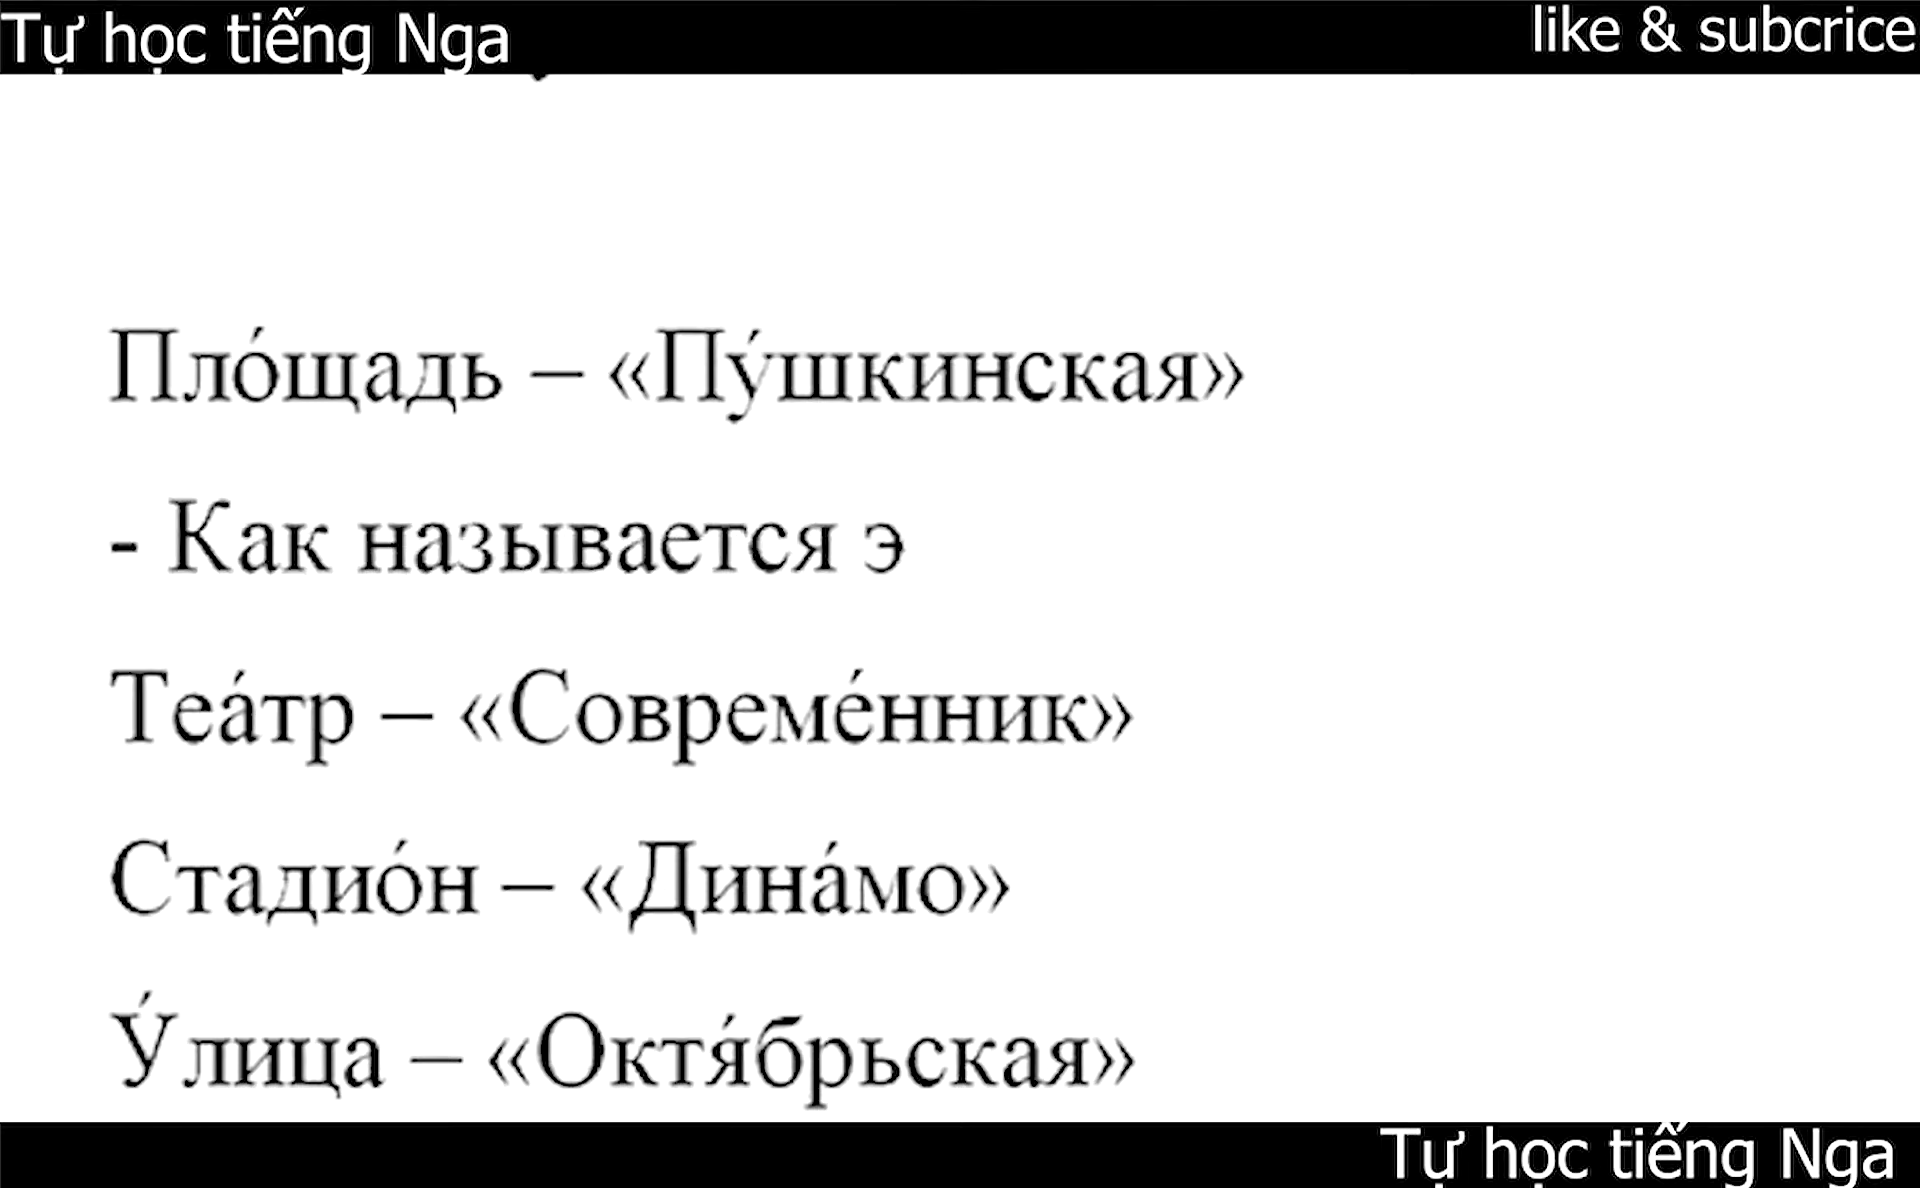 Tự học tiếng Nga
like & subcrice
Пло́щадь – «Пу́шкинская»
- Как называется э
Теа́тр – «Совреме́нник»
Стадио́н – «Дина́мо»
У́лица – «Октя́брьская»
Tự học tiếng Nga